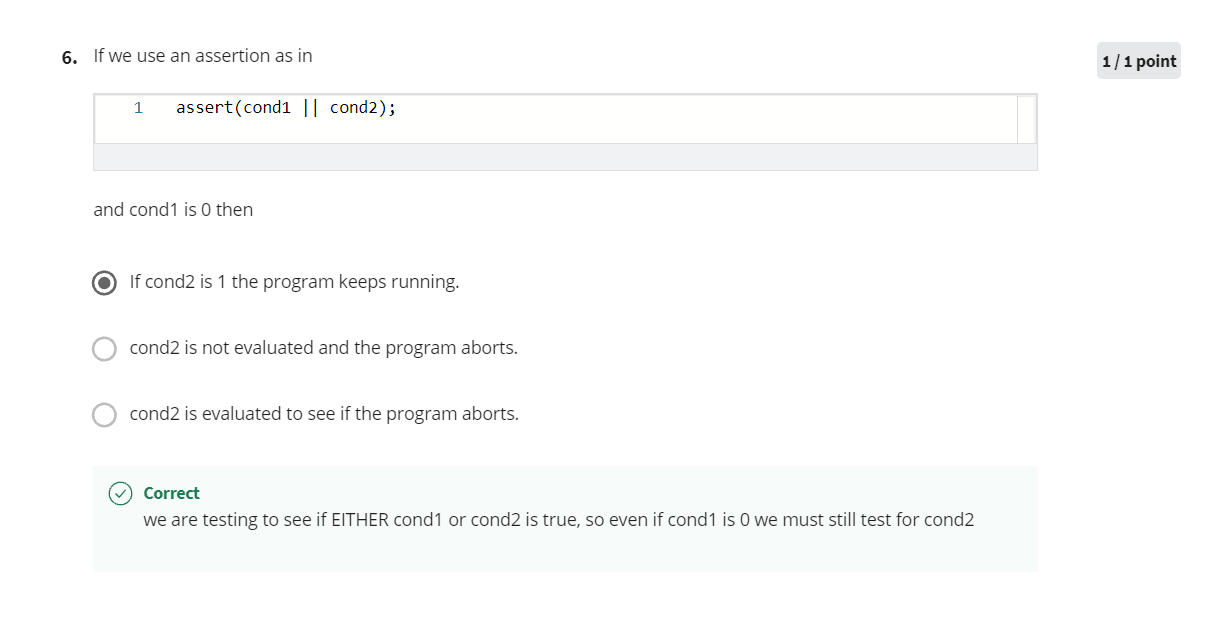 6. If we use an assertion as in
1 / 1 point
1 assert(cond1 || cond2);
and cond1 is 0 then
If cond2 is 1 the program keeps running.
cond2 is not evaluated and the program aborts.
cond2 is evaluated to see if the program aborts.
Correct
we are testing to see if EITHER cond1 or cond2 is true, so even if cond1 is 0 we must still test for cond2